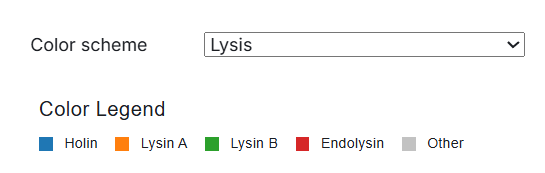 Color scheme Lysis
Color Legend
Holin Lysin A Lysin B Endolysin Other